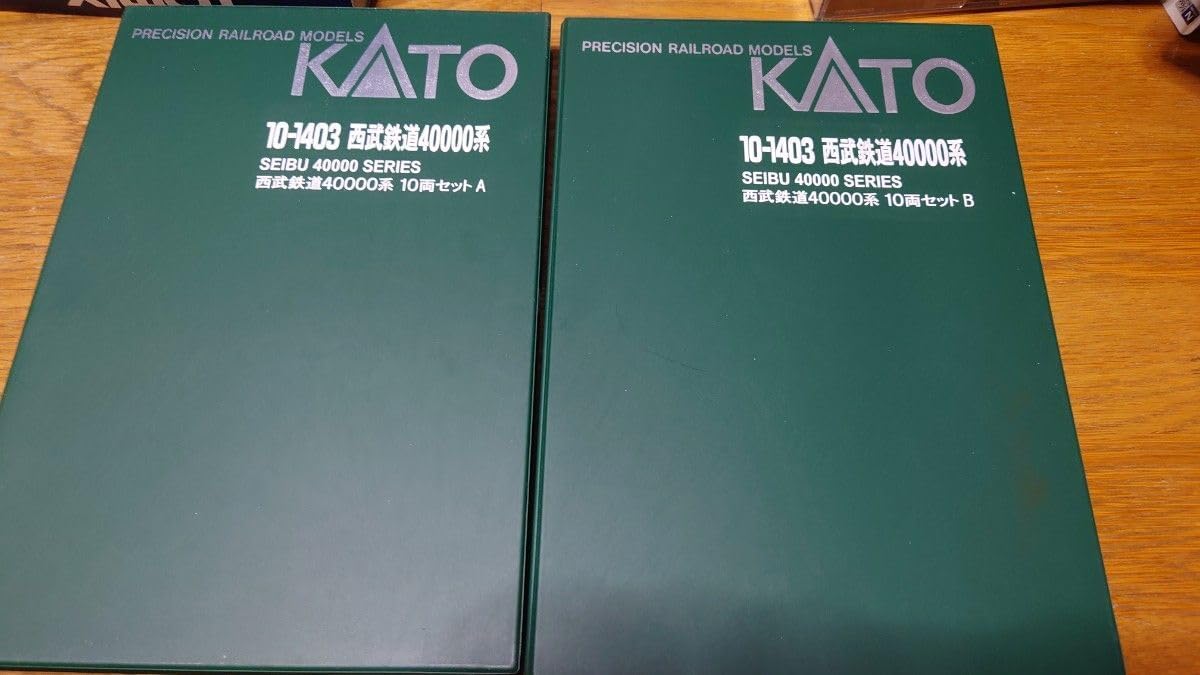 PRECISION RAILROAD MODELS
KATO
10-1403 西武鉄道40000系
SEIBU 40000 SERIES
西武鉄道40000系 10両セット A
PRECISION RAILROAD MODELS
KATO
10-1403 西武鉄道40000系
SEIBU 40000 SERIES
西武鉄道40000系 10両セット B